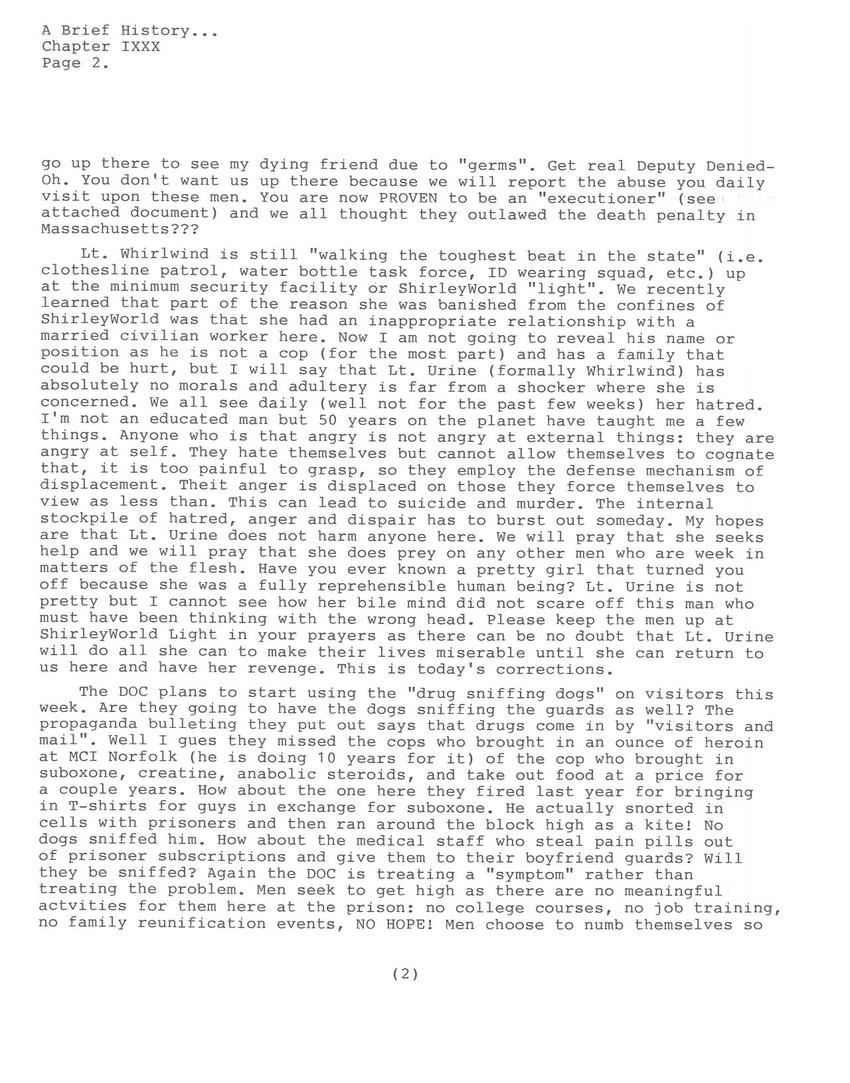 A Brief History...
Chapter IXXX
Page 2.
go up there to see my dying friend due to "germs". Get real Deputy Denied-
Oh. You don't want us up there because we will report the abuse you daily
visit upon these men. You are now PROVEN to be an "executioner" (see
attached document) and we all thought they outlawed the death penalty in
Massachusetts???
Lt. Whirlwind is still "walking the toughest beat in the state" (i.e.
clothesline patrol, water bottle task force, ID wearing squad, etc.) up
at the minimum security facility or ShirleyWorld "light". We recently
learned that part of the reason she was banished from the confines of
ShirleyWorld was that she had an inappropriate relationship with a
married civilian worker here. Now I am not going to reveal his name or
position as he is not a cop (for the most part) and has a family that
could be hurt, but I will say that Lt. Urine (formally Whirlwind) has
absolutely no morals and adultery is far from a shocker where she is
concerned. We all see daily (well not for the past few weeks) her hatred.
I'm not an educated man but 50 years on the planet have taught me a few
things. Anyone who is that angry is not angry at external things: they are
angry at self. They hate themselves but cannot allow themselves to cognate
that, it is too painful to grasp, so they employ the defense mechanism of
displacement. Theit anger is displaced on those they force themselves to
view as less than. This can lead to suicide and murder. The internal
stockpile of hatred, anger and dispair has to burst out someday. My hopes
are that Lt. Urine does not harm anyone here. We will pray that she seeks
help and we will pray that she does prey on any other men who are week in
matters of the flesh. Have you ever known a pretty girl that turned you
off because she was a fully reprehensible human being? Lt. Urine is not
pretty but I cannot see how her bile mind did not scare off this man who
must have been thinking with the wrong head. Please keep the men up at
ShirleyWorld Light in your prayers as there can be no doubt that Lt. Urine
will do all she can to make their lives miserable until she can return to
us here and have her revenge. This is today's corrections.
The DOC plans to start using the "drug sniffing dogs" on visitors this
week. Are they going to have the dogs sniffing the guards as well? The
propaganda bulleting they put out says that drugs come in by "visitors and
mail". Well I gues they missed the cops who brought in an ounce of heroin
at MCI Norfolk (he is doing 10 years for it) of the cop who brought in
suboxone, creatine, anabolic steroids, and take out food at a price for
a couple years. How about the one here they fired last year for bringing
in T-shirts for guys in exchange for suboxone. He actually snorted in
cells with prisoners and then ran around the block high as a kite! No
dogs sniffed him. How about the medical staff who steal pain pills out
of prisoner subscriptions and give them to their boyfriend guards? Will
they be sniffed? Again the DOC is treating a "symptom" rather than
treating the problem. Men seek to get high as there are no meaningful
actvities for them here at the prison: no college courses, no job training,
no family reunification events, NO HOPE! Men choose to numb themselves so
(2)